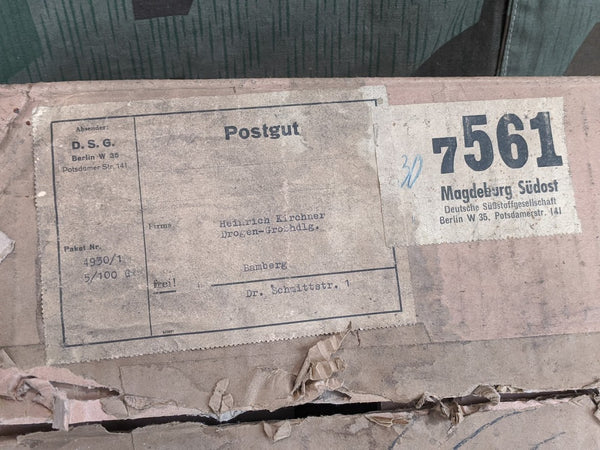 Absender:
D. S. G.
Berlin W 35
Potsdamer Str. 141
Paket Nr.
4930/1
5/100 G
Postgut
Firma
Heinrich Kirchner
Drogen-Großhdlg.
Bamberg
Frei!
Dr. Schmittstr. 1
30
7561
Magdeburg Südost
Deutsche Süßstoffgesellschaft
Berlin W 35, Potsdamerstr. 141